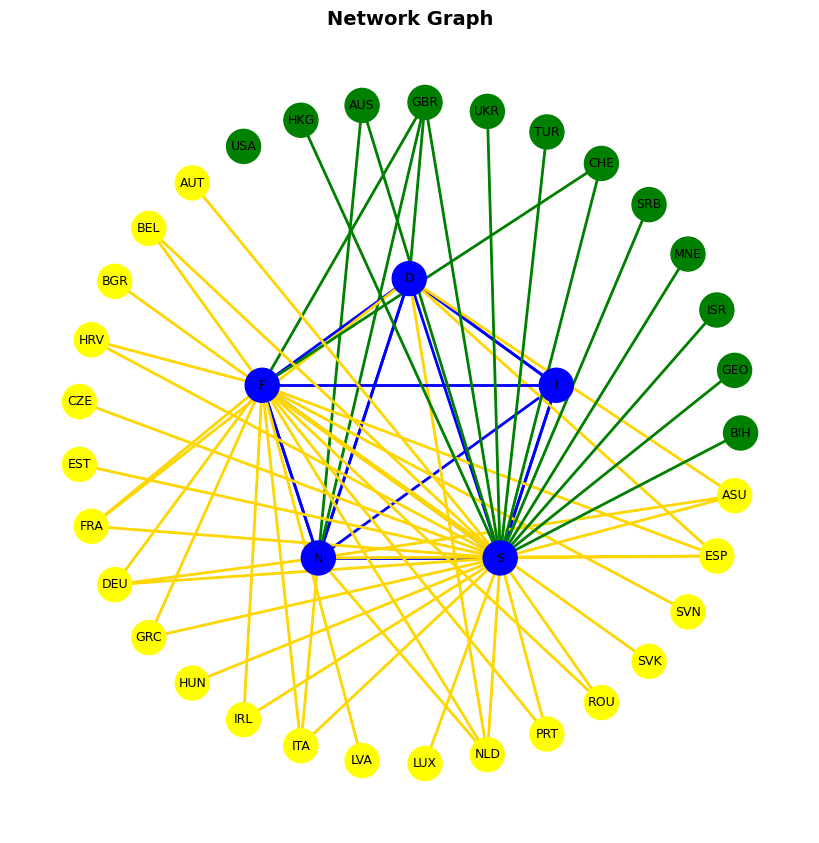 Network Graph
GBR
AUS
UKR
HKG
TUR
USA
CHE
AUT
SRB
BEL
MNE
D
BGR
ISR
HRV
GEO
F
I
CZE
BIH
EST
ASU
FRA
ESP
N
S
DEU
SVN
GRC
SVK
HUN
ROU
IRL
PRT
ITA
NLD
LVA
LUX